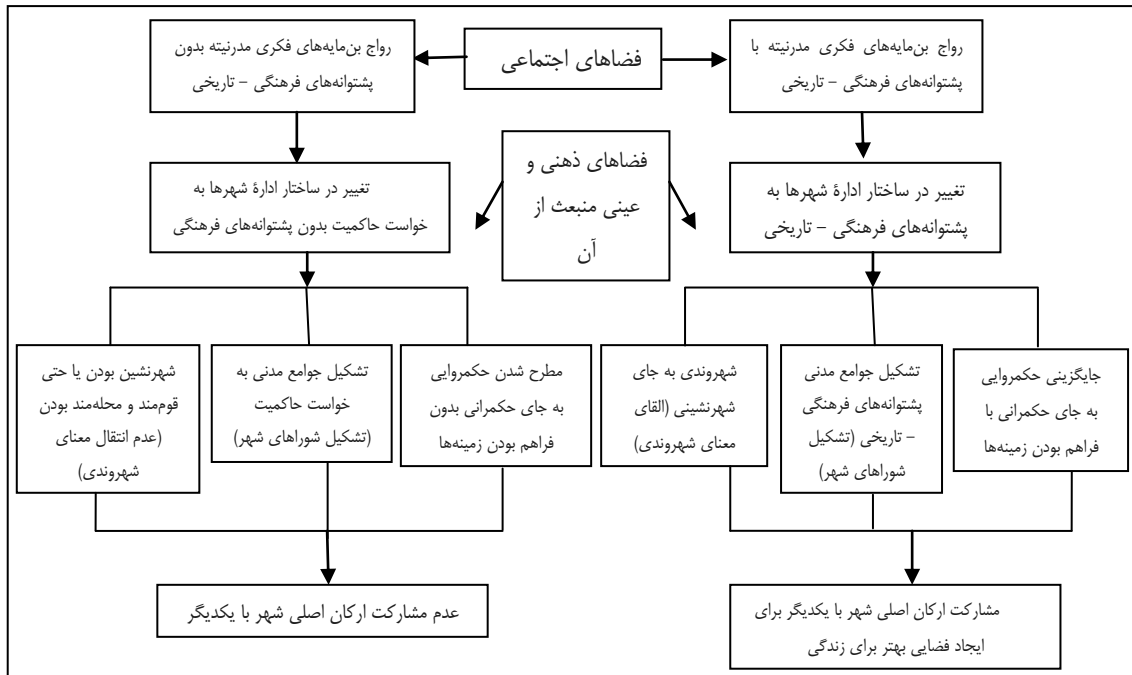 فضاهای اجتماعی
رواج بن‌مایه‌های فکری مدرنیته با
پشتوانه‌های فرهنگی – تاریخی
رواج بن‌مایه‌های فکری مدرنیته بدون
پشتوانه‌های فرهنگی – تاریخی
فضاهای ذهنی و
عینی منبعث از
آن
تغییر در ساختار ادارهٔ شهرها به
پشتوانه‌های فرهنگی – تاریخی
تغییر در ساختار ادارهٔ شهرها به
خواست حاکمیت بدون پشتوانه‌های فرهنگی
جایگزینی حکمروایی
به جای حکمرانی با
فراهم بودن زمینه‌ها
تشکیل جوامع مدنی
پشتوانه‌های فرهنگی
– تاریخی (تشکیل
شوراهای شهر)
شهروندی به جای
شهرنشینی (القای
معنای شهروندی)
مطرح شدن حکمروایی
به جای حکمرانی بدون
فراهم بودن زمینه‌ها
تشکیل جوامع مدنی به
خواست حاکمیت
(تشکیل شوراهای شهر)
شهرنشین بودن یا حتی
قوم‌مند و محله‌مند بودن
(عدم انتقال معنای
شهروندی)
مشارکت ارکان اصلی شهر با یکدیگر برای
ایجاد فضایی بهتر برای زندگی
عدم مشارکت ارکان اصلی شهر با یکدیگر